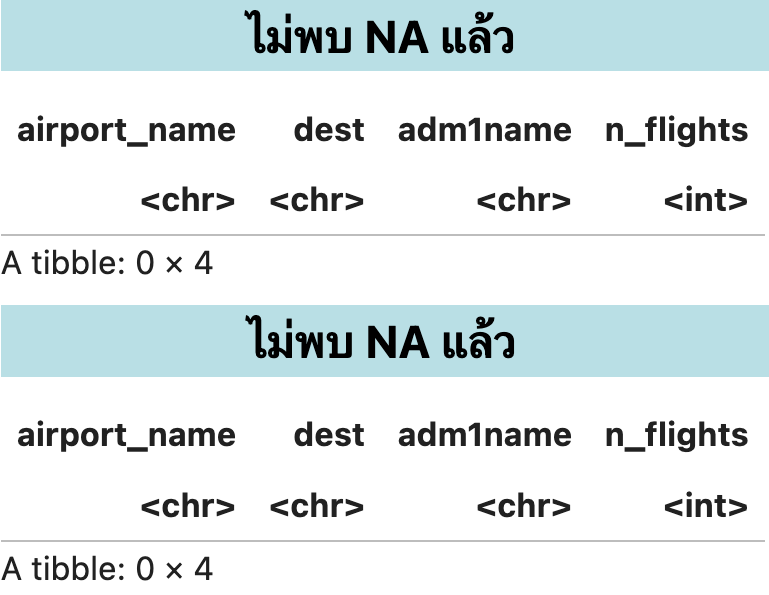 ไม่พบ NA แล้ว
airport_name dest adm1name n_flights
<chr> <chr> <chr> <int>
A tibble: 0 × 4
ไม่พบ NA แล้ว
airport_name dest adm1name n_flights
<chr> <chr> <chr> <int>
A tibble: 0 × 4